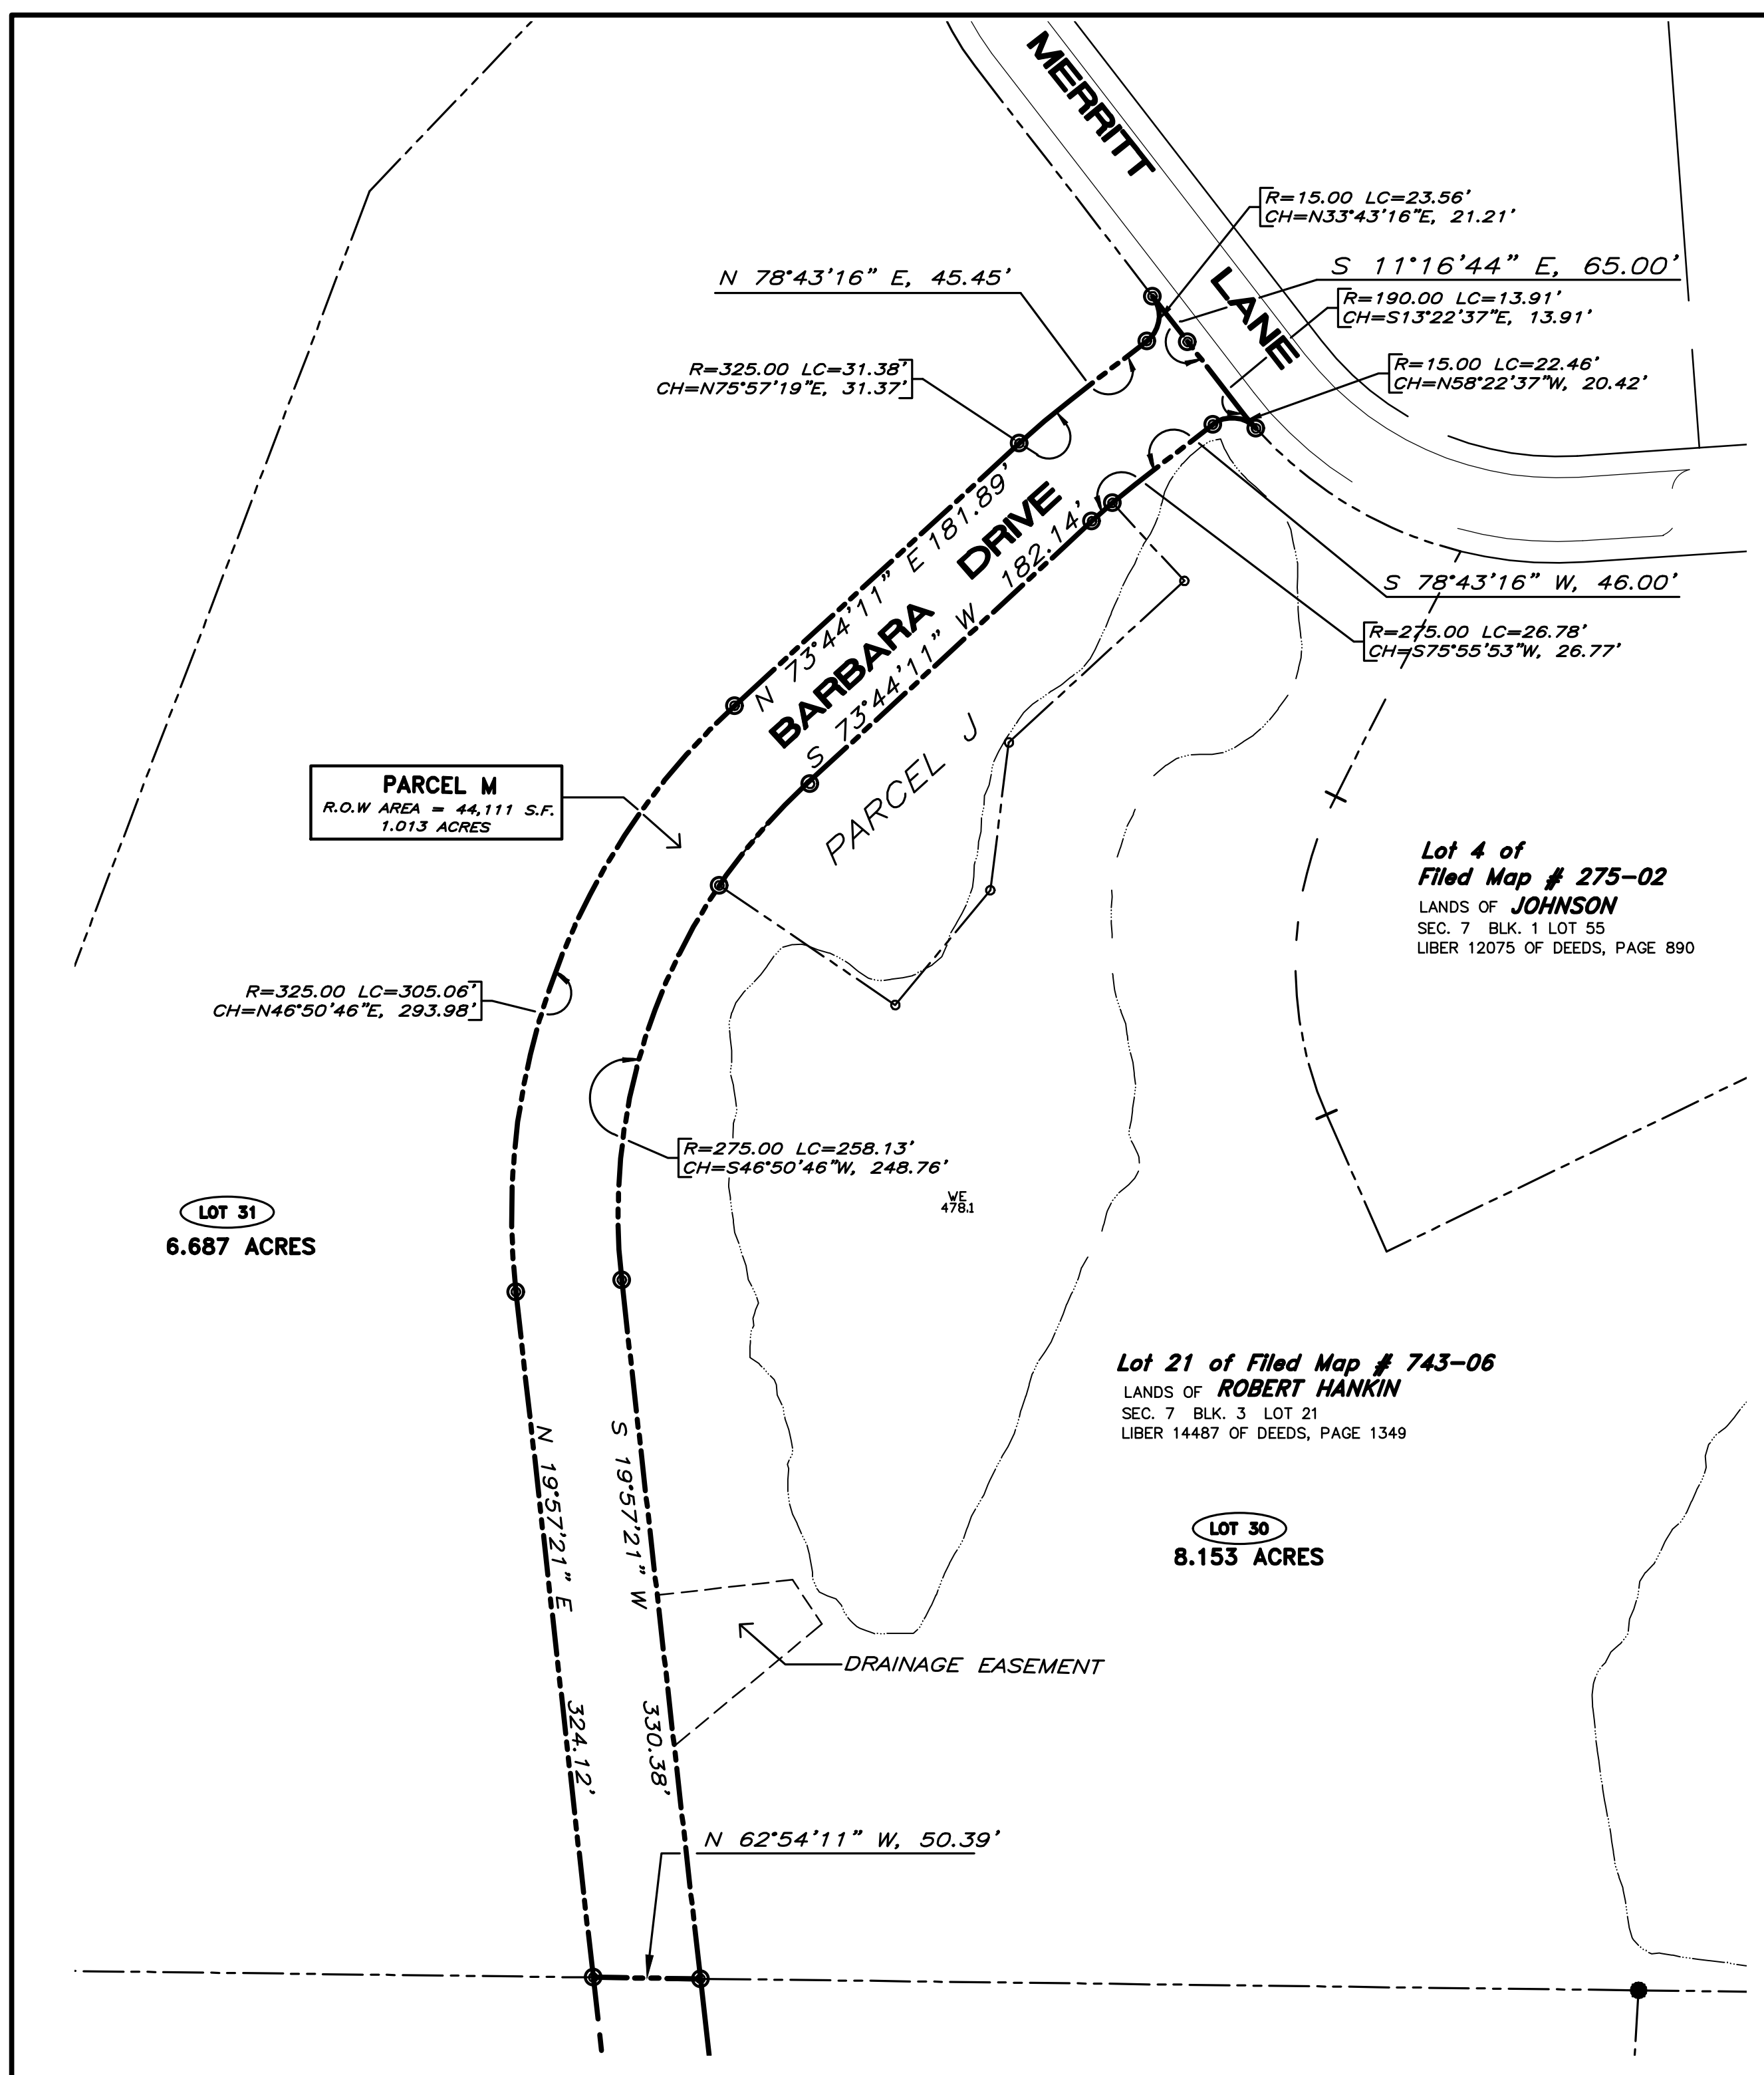 MERRITT
LANE
R=15.00 LC=23.56'
CH=N33°43'16"E, 21.21'
N 78°43'16" E, 45.45'
S 11°16'44" E, 65.00'
R=190.00 LC=13.91'
CH=S13°22'37"E, 13.91'
R=325.00 LC=31.38'
CH=N75°57'19"E, 31.37'
R=15.00 LC=22.46'
CH=N58°22'37"W, 20.42'
N 73°44'11" E 181.89'
BARBARA DRIVE
S 73°44'11" W 182.14'
S 78°43'16" W, 46.00'
R=275.00 LC=26.78'
CH=S75°55'53"W, 26.77'
PARCEL J
PARCEL M
R.O.W AREA = 44,111 S.F.
1.013 ACRES
Lot 4 of
Filed Map # 275-02
LANDS OF JOHNSON
SEC. 7 BLK. 1 LOT 55
LIBER 12075 OF DEEDS, PAGE 890
R=325.00 LC=305.06'
CH=N46°50'46"E, 293.98'
R=275.00 LC=258.13'
CH=S46°50'46"W, 248.76'
WE
478.1
LOT 31
6.687 ACRES
Lot 21 of Filed Map # 743-06
LANDS OF ROBERT HANKIN
SEC. 7 BLK. 3 LOT 21
LIBER 14487 OF DEEDS, PAGE 1349
N 19°57'21" E 324.12'
S 19°57'21" W 330.38'
LOT 30
8.153 ACRES
DRAINAGE EASEMENT
N 62°54'11" W, 50.39'